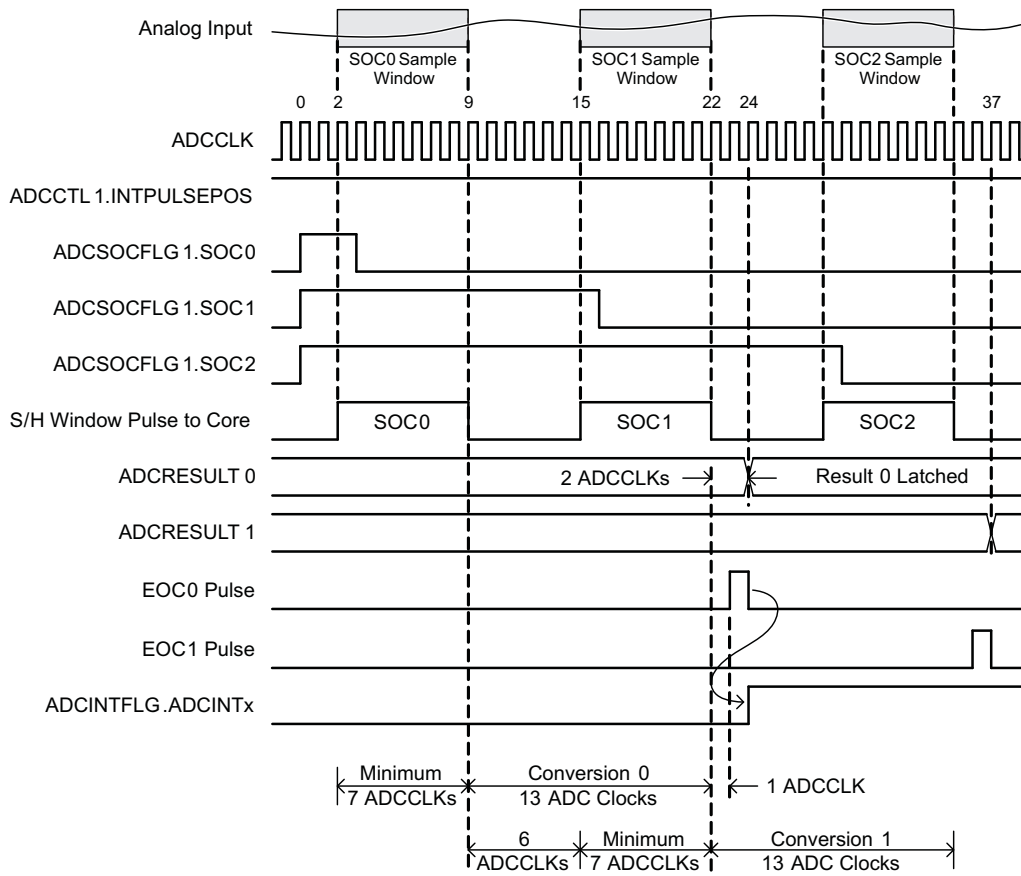 Analog Input
SOC0 Sample
Window
SOC1 Sample
Window
SOC2 Sample
Window
0 2 9 15 22 24 37
ADCCLK
ADCCTL 1.INTPULSEPOS
ADCSOCFLG 1.SOC0
ADCSOCFLG 1.SOC1
ADCSOCFLG 1.SOC2
S/H Window Pulse to Core
SOC0 SOC1 SOC2
ADCRESULT 0
2 ADCCLKs
Result 0 Latched
ADCRESULT 1
EOC0 Pulse
EOC1 Pulse
ADCINTFLG.ADCINTx
Minimum
7 ADCCLKs
Conversion 0
13 ADC Clocks
1 ADCCLK
6
ADCCLKs
Minimum
7 ADCCLKs
Conversion 1
13 ADC Clocks